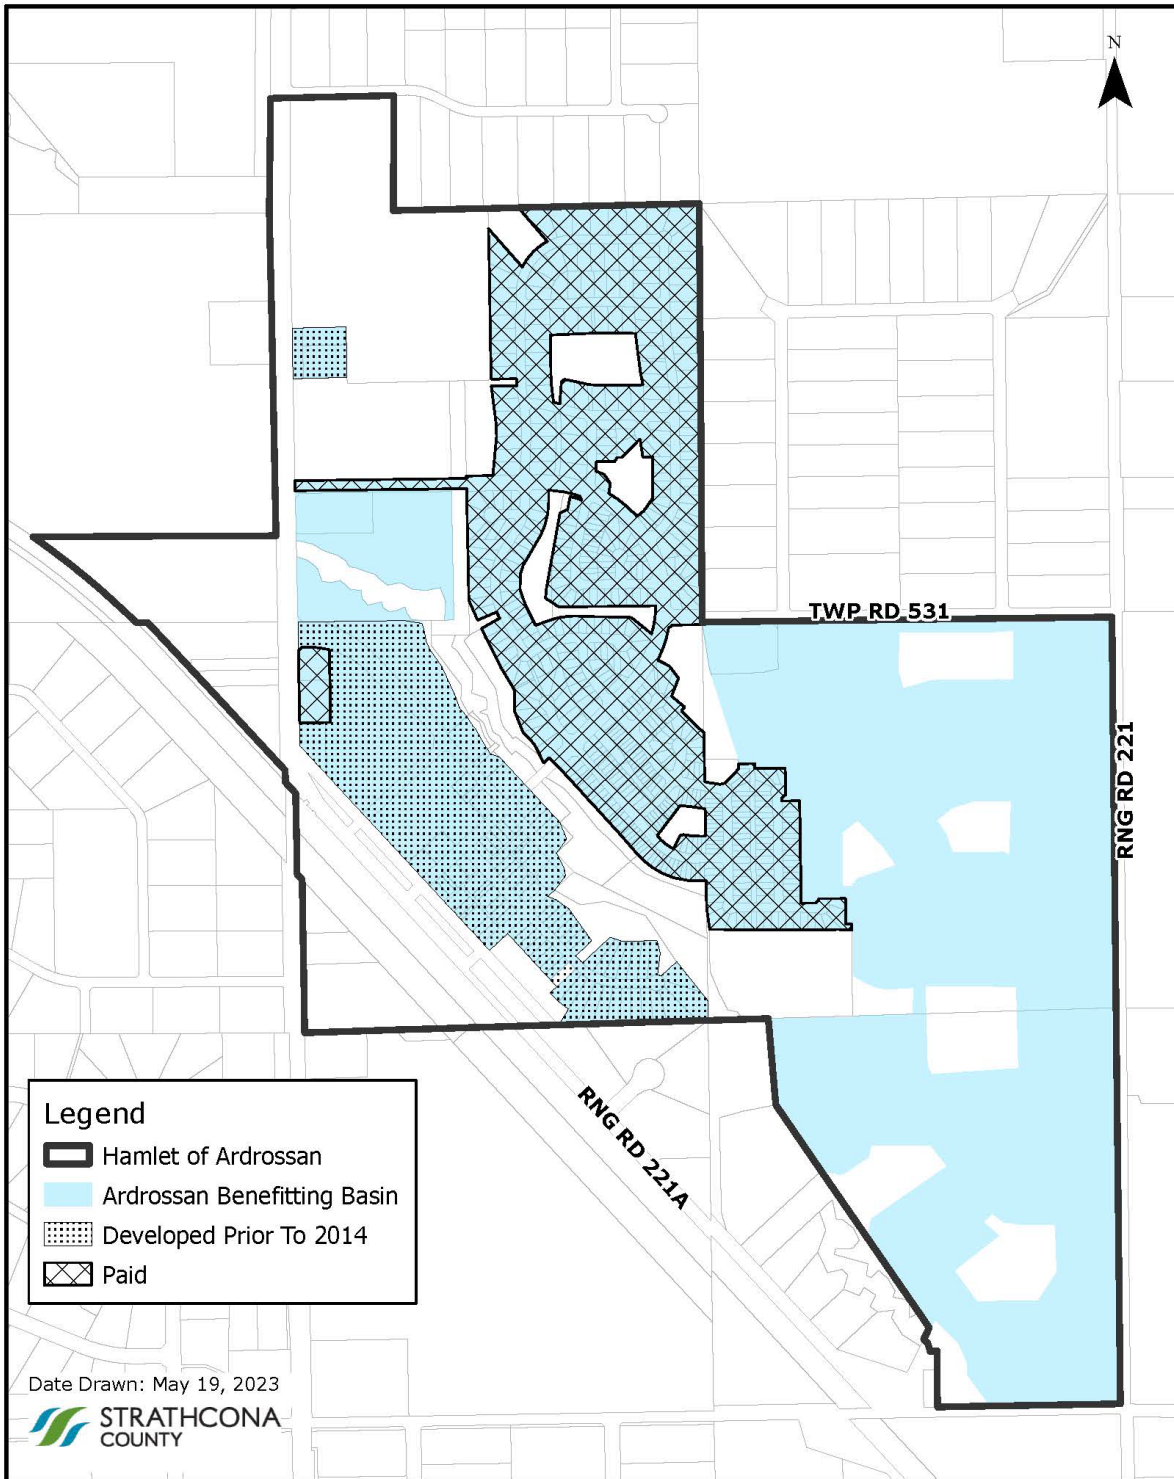 N
TWP RD 531
RNG RD 221
RNG RD 221A
Legend
Hamlet of Ardrossan
Ardrossan Benefitting Basin
Developed Prior To 2014
Paid
Date Drawn: May 19, 2023
STRATHCONA
COUNTY